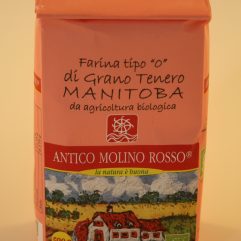 Farina tipo "0"
di Grano Tenero
MANITOBA
da agricoltura biologica
ANTICO MOLINO ROSSO®
la natura è buona